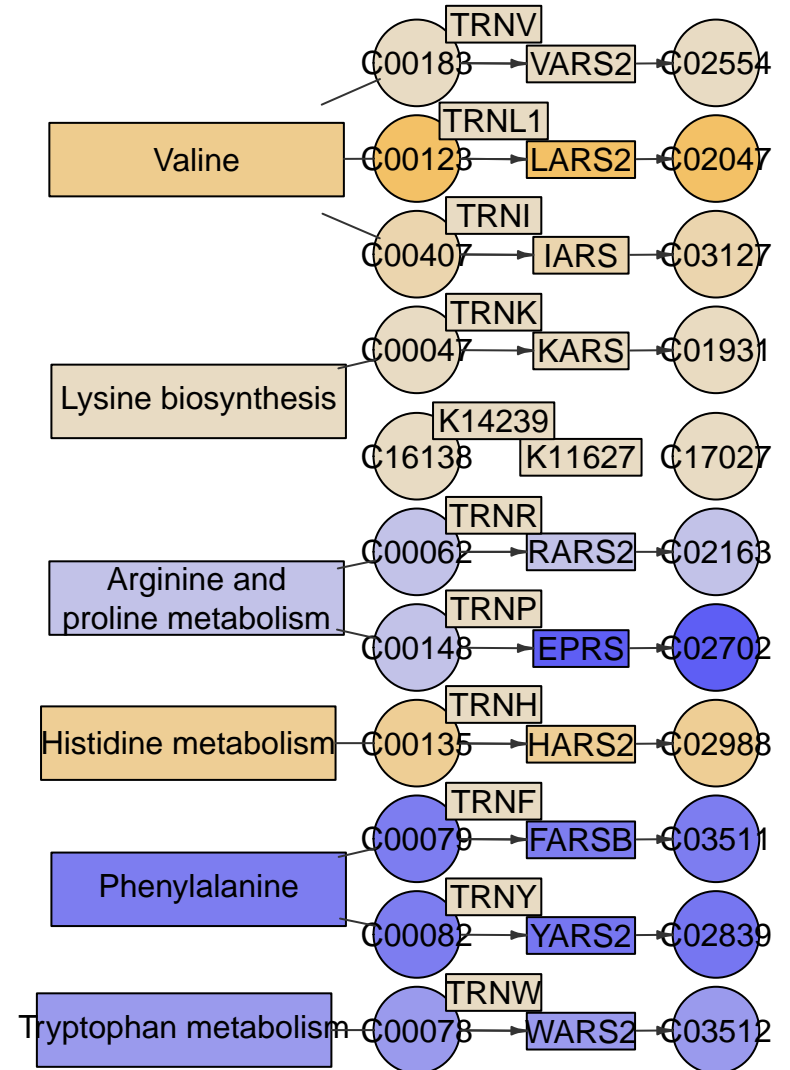 TRNV
C00183
VARS2
C02554
TRNL1
Valine
C00123
LARS2
C02047
TRNI
C00407
IARS
C03127
TRNK
C00047
KARS
C01931
Lysine biosynthesis
K14239
C16138
K11627
C17027
TRNR
C00062
RARS2
C02163
Arginine and
proline metabolism
TRNP
C00148
EPRS
C02702
TRNH
Histidine metabolism
C00135
HARS2
C02988
TRNF
C00079
FARSB
C03511
Phenylalanine
TRNY
C00082
YARS2
C02839
TRNW
Tryptophan metabolism
C00078
WARS2
C03512